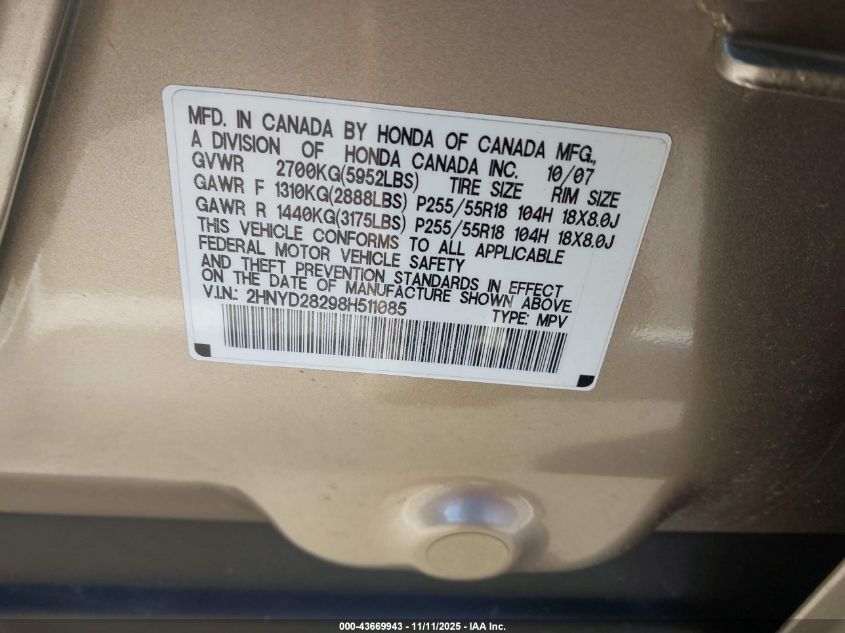 MFD. IN CANADA BY HONDA OF CANADA MFG.,
A DIVISION OF HONDA CANADA INC. 10/07
GVWR 2700KG(5952LBS) TIRE SIZE RIM SIZE
GAWR F 1310KG(2888LBS) P255/55R18 104H 18X8.0J
GAWR R 1440KG(3175LBS) P255/55R18 104H 18X8.0J
THIS VEHICLE CONFORMS TO ALL APPLICABLE
FEDERAL MOTOR VEHICLE SAFETY
AND THEFT PREVENTION STANDARDS IN EFFECT
ON THE DATE OF MANUFACTURE SHOWN ABOVE.
V.I.N.: 2HNYD28298H511085 TYPE: MPV
000-43669943 - 11/11/2025 - IAA Inc.